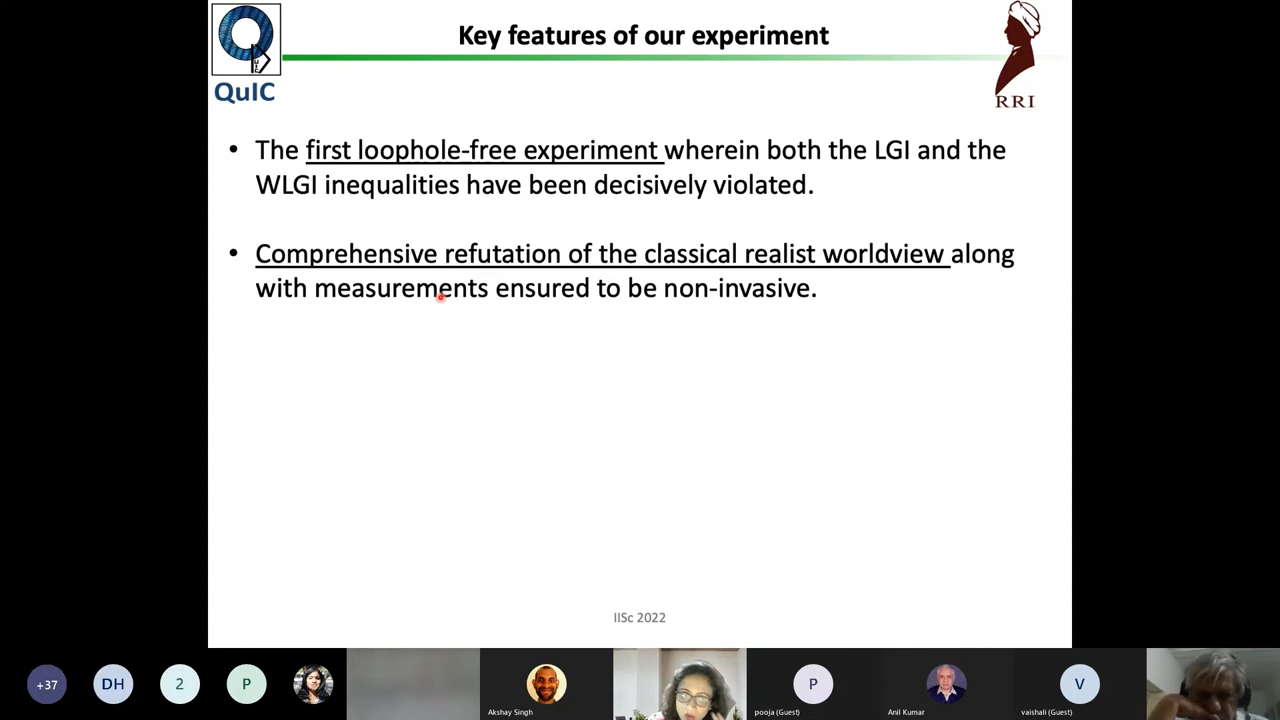 Key features of our experiment
QuIC
RRI
• The first loophole-free experiment wherein both the LGI and the
WLGI inequalities have been decisively violated.
• Comprehensive refutation of the classical realist worldview along
with measurements ensured to be non-invasive.
IISc 2022
+37
DH
2
P
P
V
Akshay Singh
pooja (Guest)
Anil Kumar
vaishali (Guest)